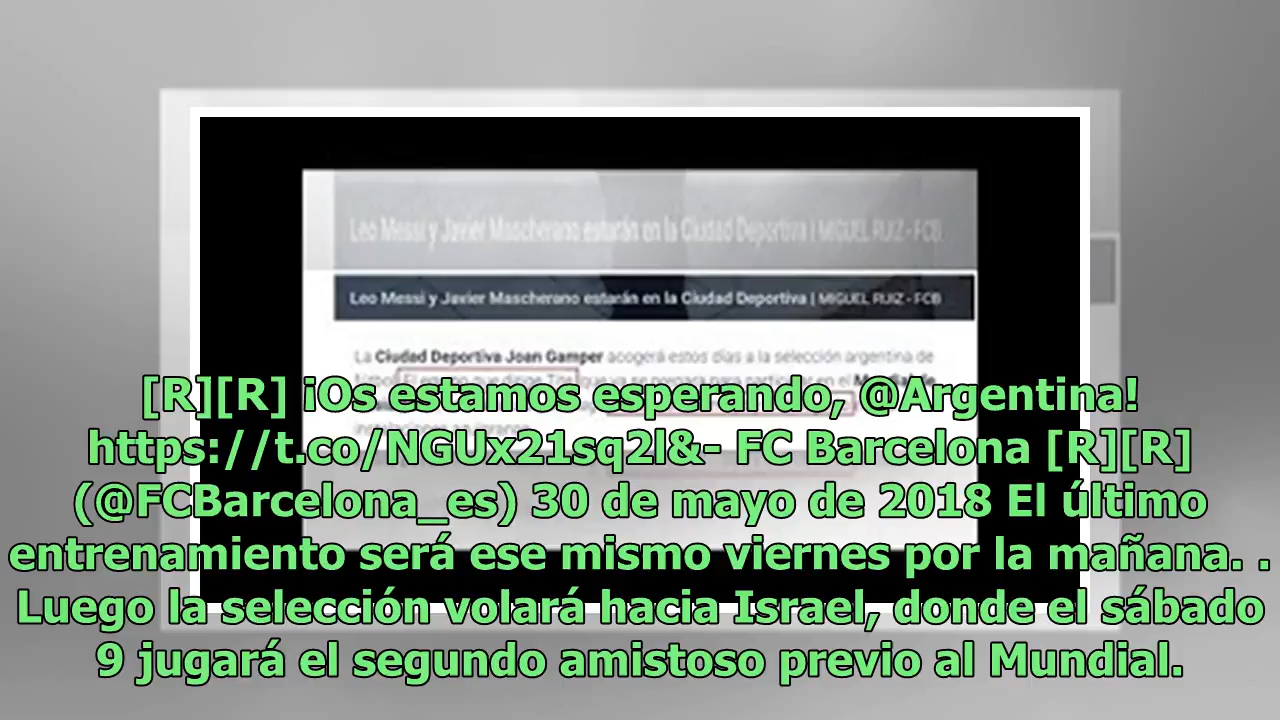 Leo Messi y Javier Mascherano estarán en la Ciudad Deportiva | MIGUEL RUIZ - FCB
Leo Messi y Javier Mascherano estarán en la Ciudad Deportiva | MIGUEL RUIZ - FCB
La Ciudad Deportiva Joan Gamper acogerá estos días a la selección argentina de
[R][R] ¡Os estamos esperando, @Argentina!
https://t.co/NGUx21sq2l&- FC Barcelona [R][R]
(@FCBarcelona_es) 30 de mayo de 2018 El último
entrenamiento será ese mismo viernes por la mañana. .
Luego la selección volará hacia Israel, donde el sábado
9 jugará el segundo amistoso previo al Mundial.